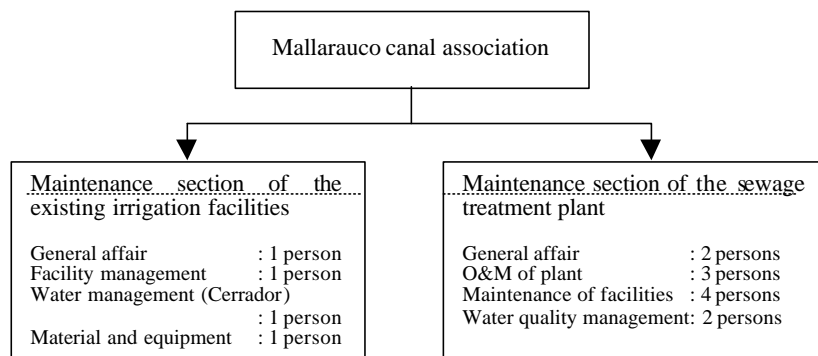 Mallarauco canal association
Maintenance section of the
existing irrigation facilities
General affair : 1 person
Facility management : 1 person
Water management (Cerrador)
: 1 person
Material and equipment : 1 person
Maintenance section of the sewage
treatment plant
General affair : 2 persons
O&M of plant : 3 persons
Maintenance of facilities : 4 persons
Water quality management: 2 persons